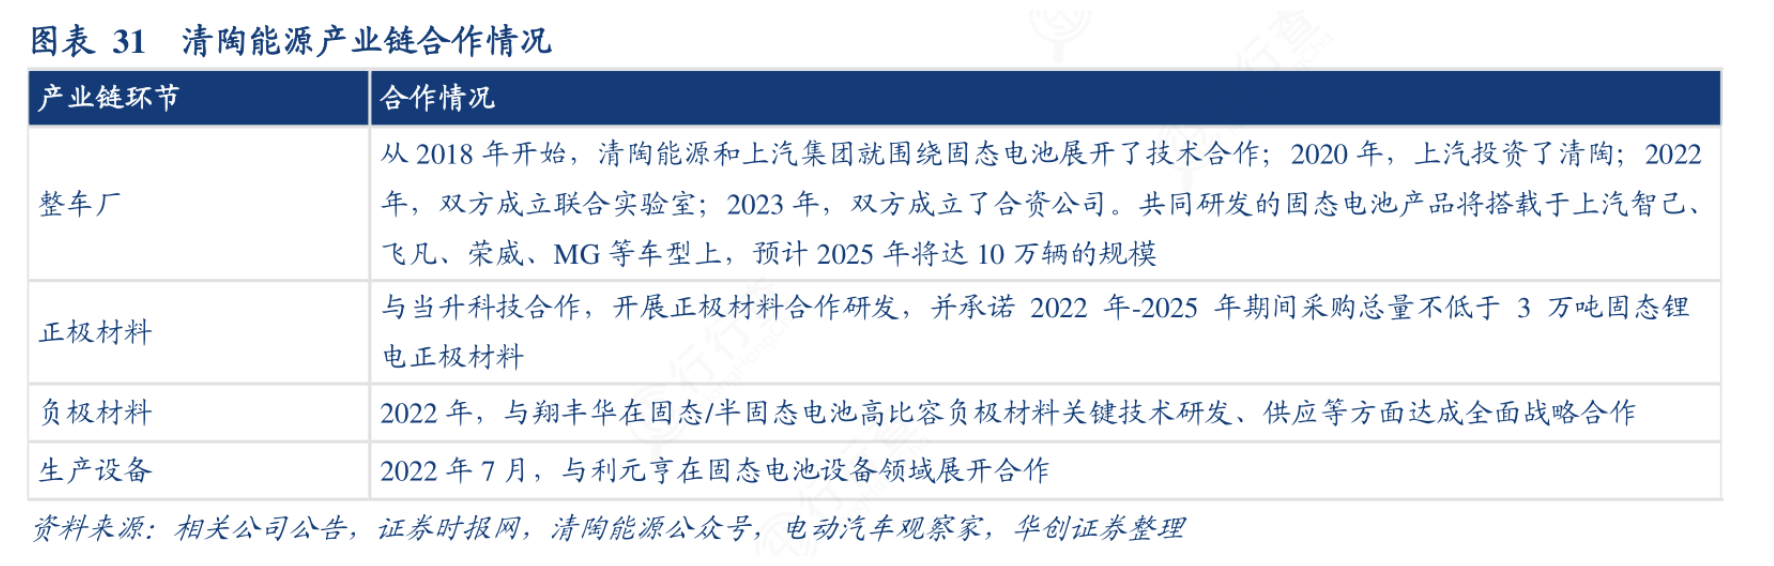 图表 31 清陶能源产业链合作情况
产业链环节 合作情况
整车厂
从 2018 年开始，清陶能源和上汽集团就围绕固态电池展开了技术合作；2020 年，上汽投资了清陶；2022
年，双方成立联合实验室；2023 年，双方成立了合资公司。共同研发的固态电池产品将搭载于上汽智己、
飞凡、荣威、MG 等车型上，预计 2025 年将达 10 万辆的规模
正极材料
与当升科技合作，开展正极材料合作研发，并承诺 2022 年-2025 年期间采购总量不低于 3 万吨固态锂
电正极材料
负极材料 2022 年，与翔丰华在固态/半固态电池高比容负极材料关键技术研发、供应等方面达成全面战略合作
生产设备 2022 年 7 月，与利元亨在固态电池设备领域展开合作
资料来源：相关公司公告，证券时报网，清陶能源公众号，电动汽车观察家，华创证券整理